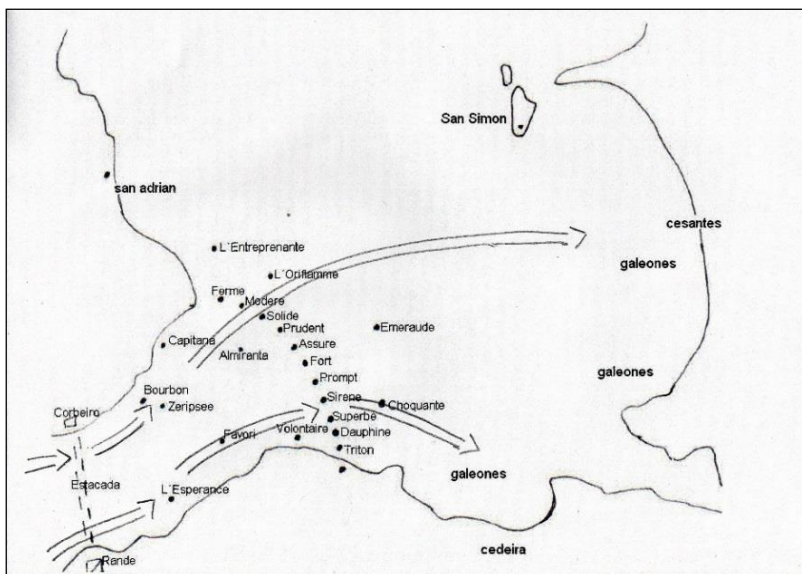 San Simon
san adrian
cesantes
L´Entreprenante
galeones
L´Oriflamme
Ferme
Modere
Solide
Prudent
Emeraude
Capitana
Almiranta
Assure
Fort
galeones
Prompt
Bourbon
Sirene
Zeripsee
Choquante
Corbeiro
Superbe
Favori
Volontaire
Dauphine
Triton
galeones
Estacada
L´Esperance
cedeira
Rande